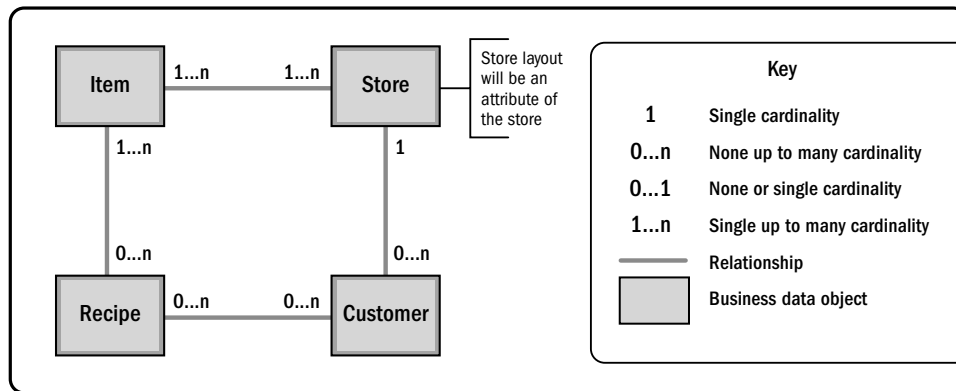 Item
1...n
1...n
Store
Store layout
will be an
attribute of
the store
1...n
1
0...n
0...n
Recipe
0...n
0...n
Customer
Key
1 Single cardinality
0...n None up to many cardinality
0...1 None or single cardinality
1...n Single up to many cardinality
Relationship
Business data object